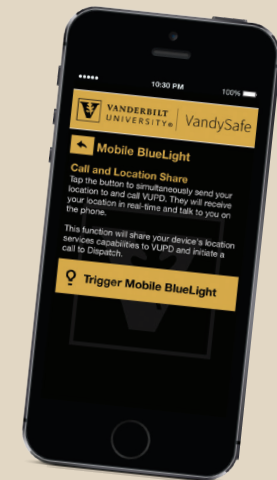 10:30 PM
100%
V VANDERBILT UNIVERSITY® VandySafe
Mobile BlueLight
Call and Location Share
Tap the button to simultaneously send your
location to and call VUPD. They will receive
your location in real-time and talk to you on
the phone.
This function will share your device's location
services capabilities to VUPD and initiate a
call to Dispatch.
Trigger Mobile BlueLight